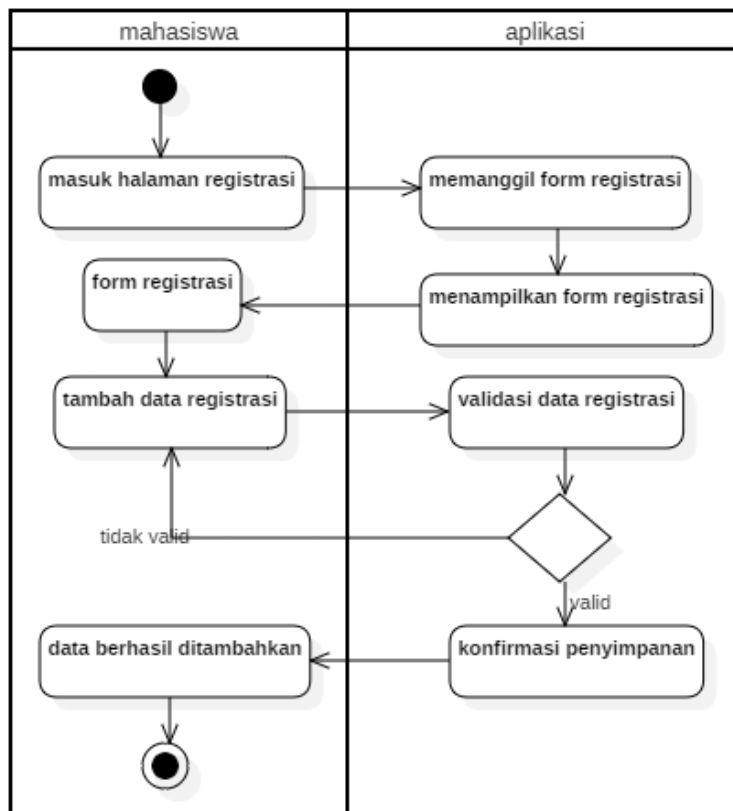 mahasiswa
aplikasi
masuk halaman registrasi
memanggil form registrasi
form registrasi
menampilkan form registrasi
tambah data registrasi
validasi data registrasi
tidak valid
valid
data berhasil ditambahkan
konfirmasi penyimpanan